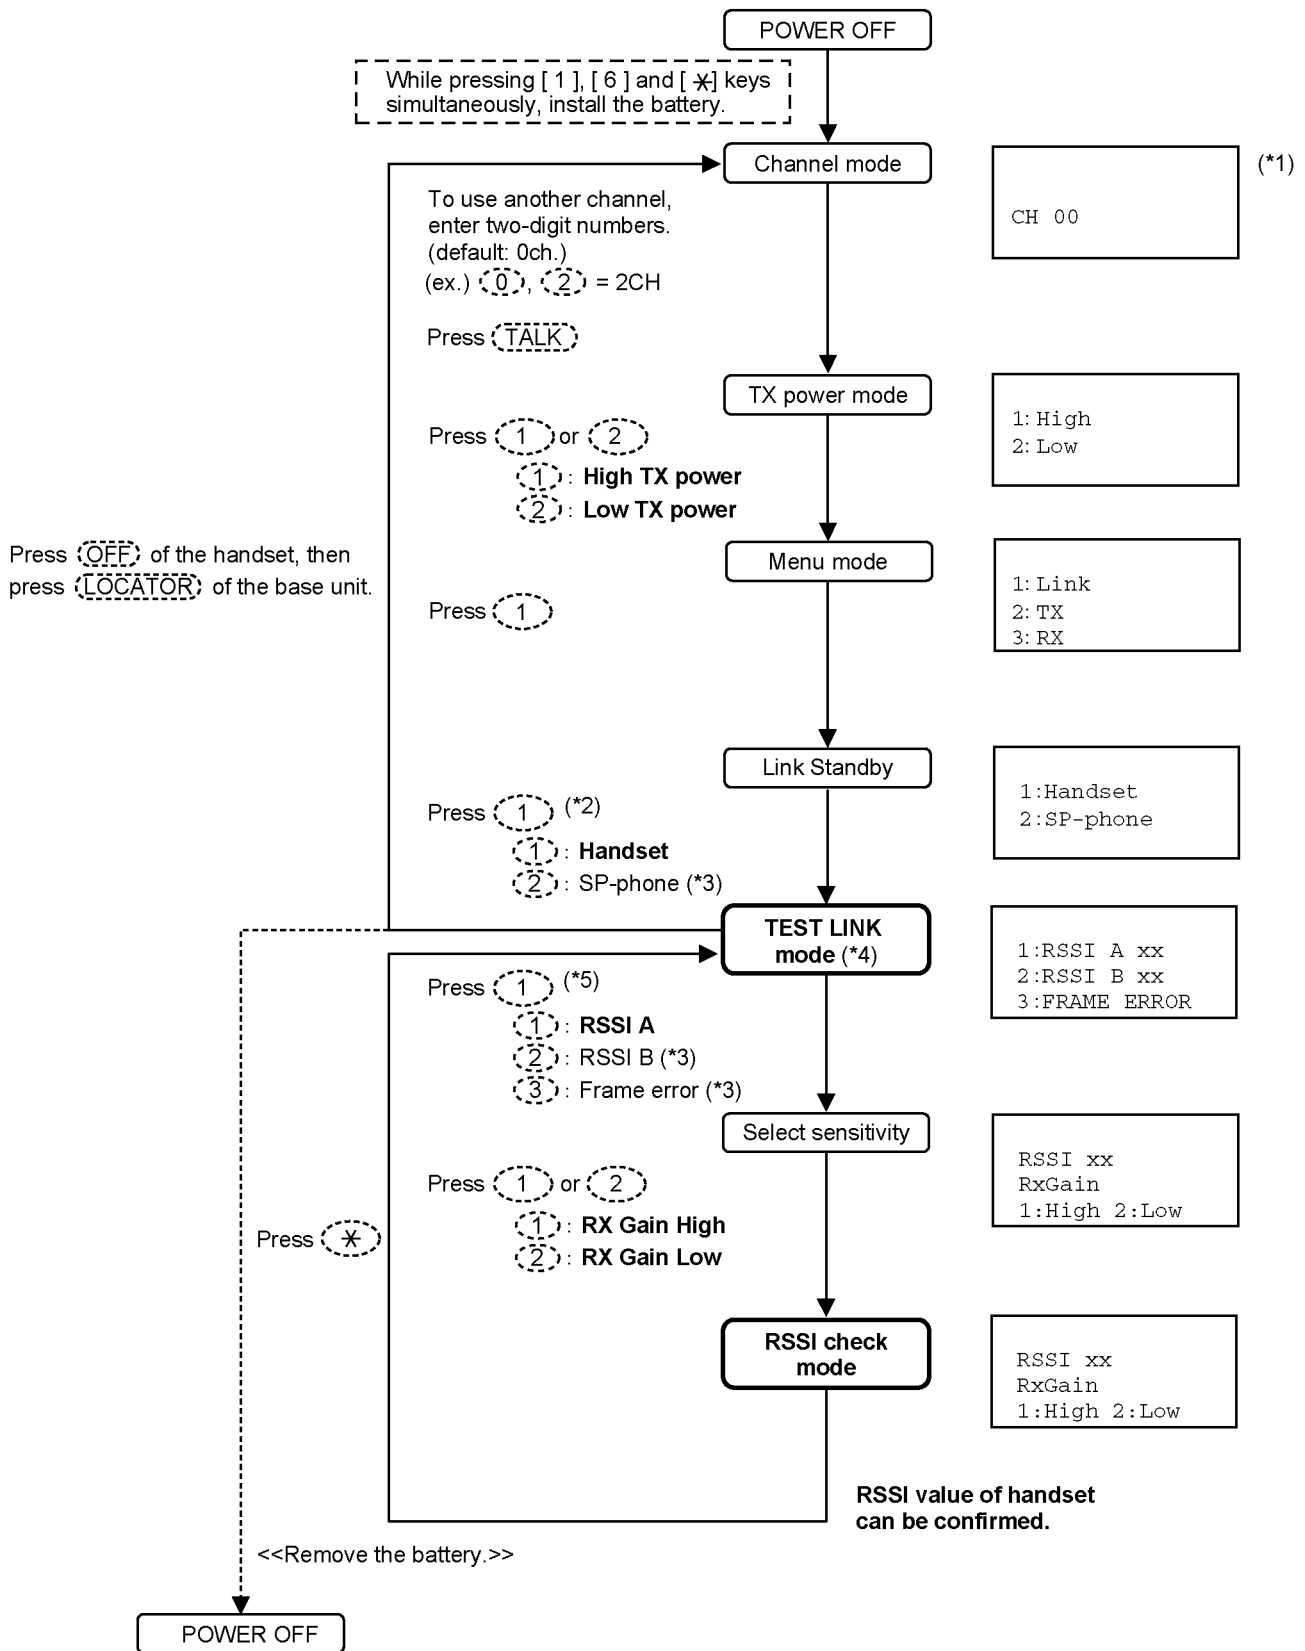 POWER OFF
While pressing [ 1 ], [ 6 ] and [ * ] keys
simultaneously, install the battery.
Channel mode
(*1)
CH 00
To use another channel,
enter two-digit numbers.
(default: 0ch.)
(ex.) 0 , 2 = 2CH
Press TALK
TX power mode
1: High
2: Low
Press 1 or 2
1 : High TX power
2 : Low TX power
Press OFF of the handset, then
press LOCATOR of the base unit.
Menu mode
1: Link
2: TX
3: RX
Press 1
Link Standby
1:Handset
2:SP-phone
Press 1 (*2)
1 : Handset
2 : SP-phone (*3)
TEST LINK
mode (*4)
1:RSSI A xx
2:RSSI B xx
3:FRAME ERROR
Press 1 (*5)
1 : RSSI A
2 : RSSI B (*3)
3 : Frame error (*3)
Select sensitivity
RSSI xx
RxGain
1:High 2:Low
Press 1 or 2
1 : RX Gain High
2 : RX Gain Low
Press *
RSSI check
mode
RSSI xx
RxGain
1:High 2:Low
RSSI value of handset
can be confirmed.
<<Remove the battery.>>
POWER OFF